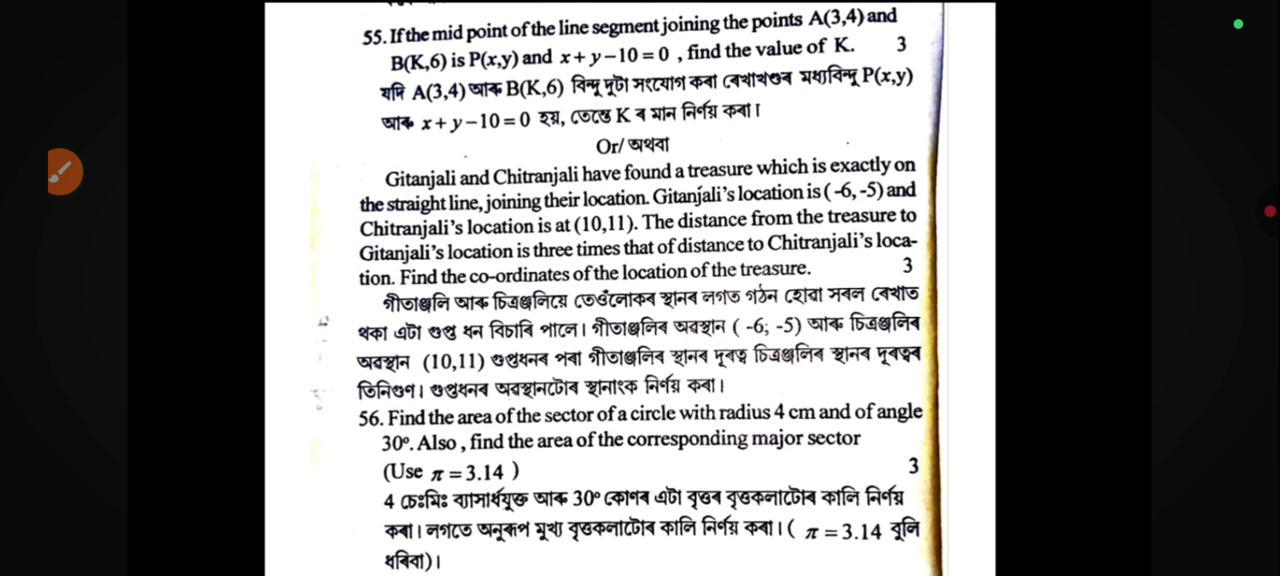 55. If the mid point of the line segment joining the points A(3,4) and
B(K,6) is P(x,y) and x+y−10=0 , find the value of K. 3
যদি A(3,4) আৰু B(K,6) বিন্দু দুটা সংযোগ কৰা ৰেখাখণ্ডৰ মধ্যবিন্দু P(x,y)
আৰু x+y−10=0 হয়, তেন্তে K ৰ মান নিৰ্ণয় কৰা।
Or/ অথবা
Gitanjali and Chitranjali have found a treasure which is exactly on
the straight line, joining their location. Gitanjali's location is ( -6, -5) and
Chitranjali's location is at (10,11). The distance from the treasure to
Gitanjali's location is three times that of distance to Chitranjali's loca-
tion. Find the co-ordinates of the location of the treasure. 3
গীতাঞ্জলি আৰু চিত্ৰাঞ্জলিয়ে তেওঁলোকৰ স্থানৰ লগত গঠন হোৱা সৰল ৰেখাত
থকা এটা গুপ্ত ধন বিচাৰি পালে। গীতাঞ্জলিৰ অৱস্থান ( -6; -5) আৰু চিত্ৰঞ্জলিৰ
অৱস্থান (10,11) গুপ্তধনৰ পৰা গীতাঞ্জলিৰ স্থানৰ দূৰত্ব চিত্ৰঞ্জলিৰ স্থানৰ দূৰত্বৰ
তিনিগুণ। গুপ্তধনৰ অৱস্থানটোৰ স্থানাংক নিৰ্ণয় কৰা।
56. Find the area of the sector of a circle with radius 4 cm and of angle
30°. Also , find the area of the corresponding major sector
(Use π =3.14 ) 3
4 চেঃমিঃ ব্যাসাৰ্ধযুক্ত আৰু 30° কোণৰ এটা বৃত্তৰ বৃত্তকলাটোৰ কালি নিৰ্ণয়
কৰা। লগতে অনুৰূপ মুখ্য বৃত্তকলাটোৰ কালি নিৰ্ণয় কৰা। ( π =3.14 বুলি
ধৰিবা)।